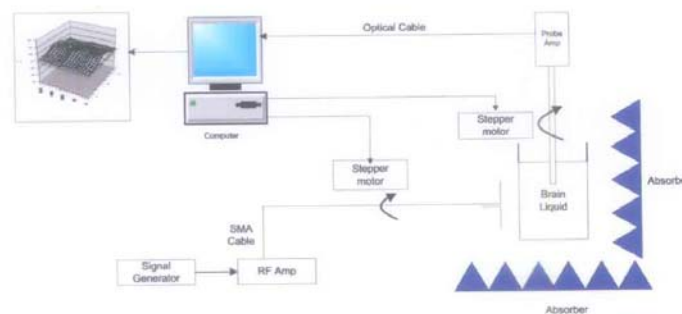 Optical Cable
Probe
Amp
Computer
Stepper
motor
Stepper
motor
Brain
Liquid
Absorber
SMA
Cable
Signal
Generator
RF Amp
Absorber